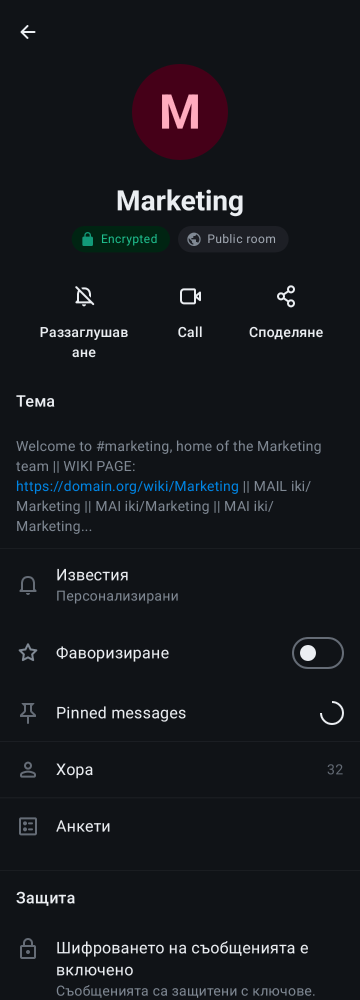 M
Marketing
Encrypted
Public room
Раззаглушав
ане
Call
Споделяне
Тема
Welcome to #marketing, home of the Marketing
team || WIKI PAGE:
https://domain.org/wiki/Marketing || MAIL iki/
Marketing || MAI iki/Marketing || MAI iki/
Marketing...
Известия
Персонализирани
Фаворизиране
Pinned messages
Хора
32
Анкети
Защита
Шифроването на съобщенията е
включено
Съобщенията са защитени с ключове.